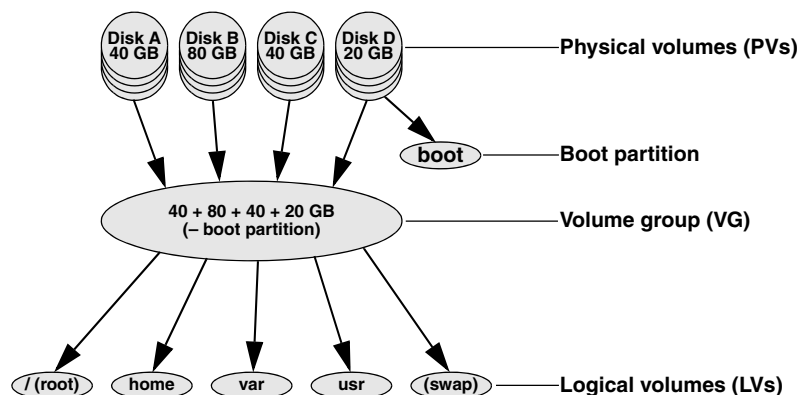 Disk A
40 GB
Disk B
80 GB
Disk C
40 GB
Disk D
20 GB
Physical volumes (PVs)
boot
Boot partition
40 + 80 + 40 + 20 GB
(– boot partition)
Volume group (VG)
/ (root)
home
var
usr
(swap)
Logical volumes (LVs)